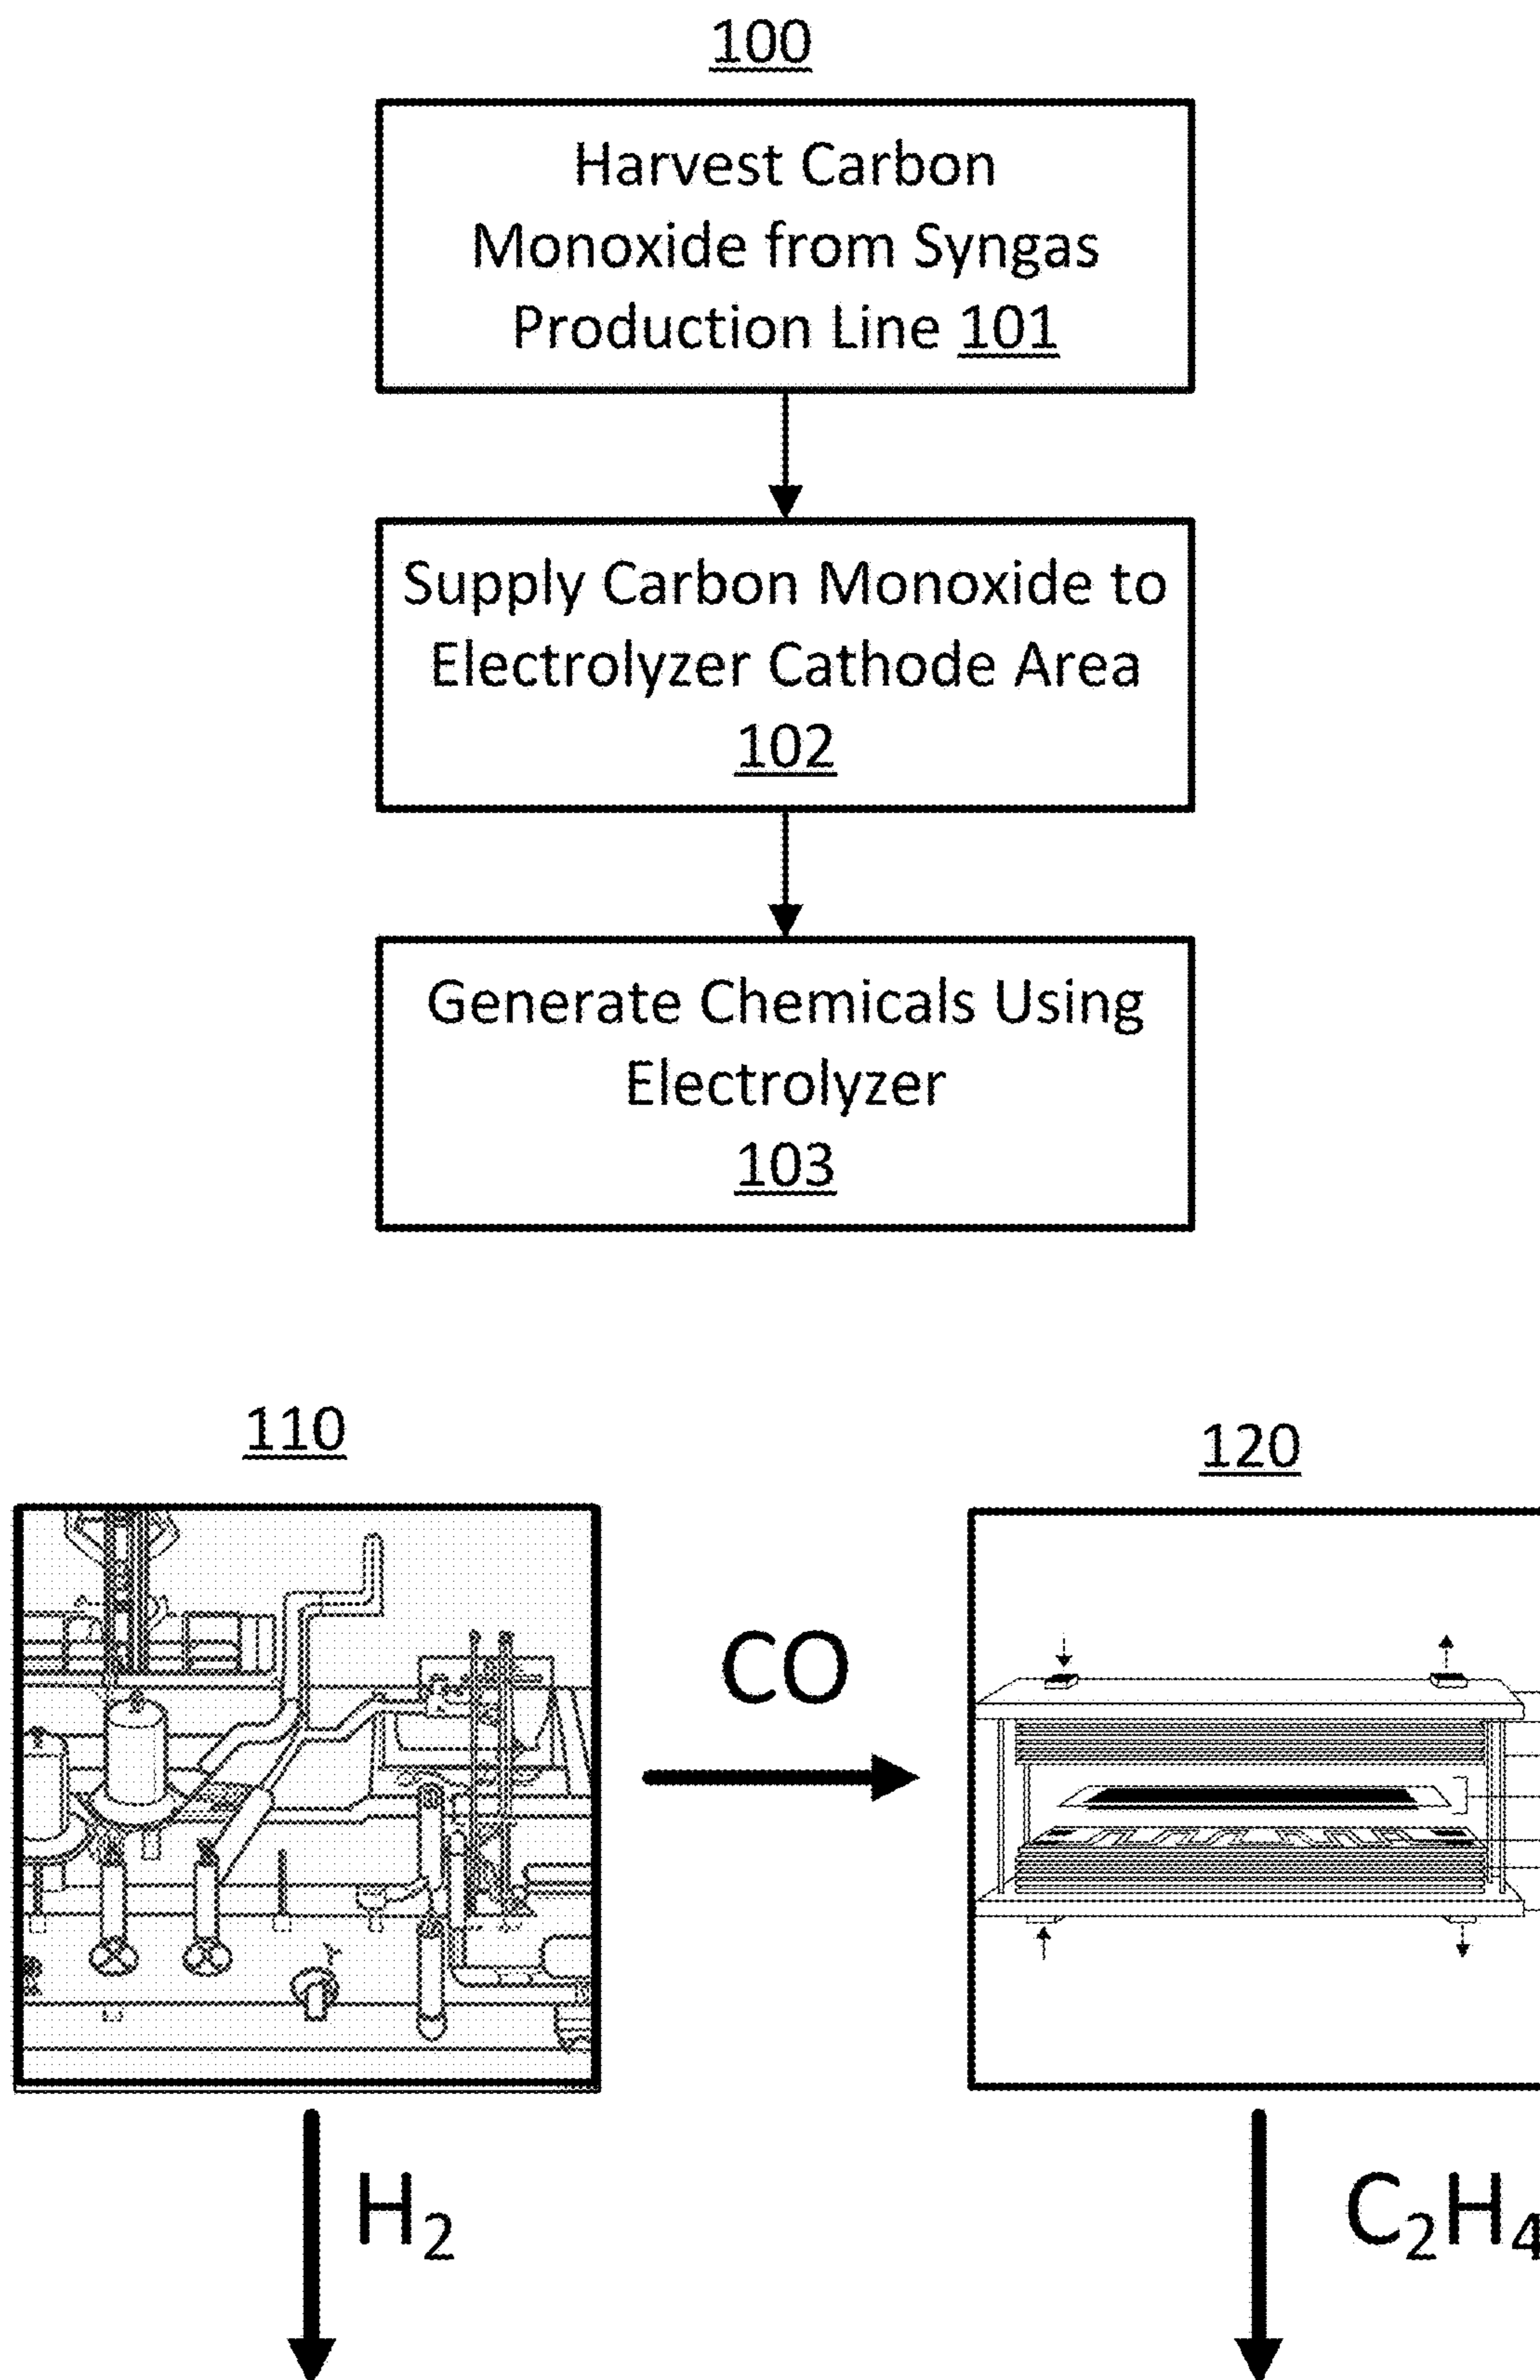 100
Harvest Carbon
Monoxide from Syngas
Production Line 101
Supply Carbon Monoxide to
Electrolyzer Cathode Area
102
Generate Chemicals Using
Electrolyzer
103
110
120
CO
H₂
C₂H₄